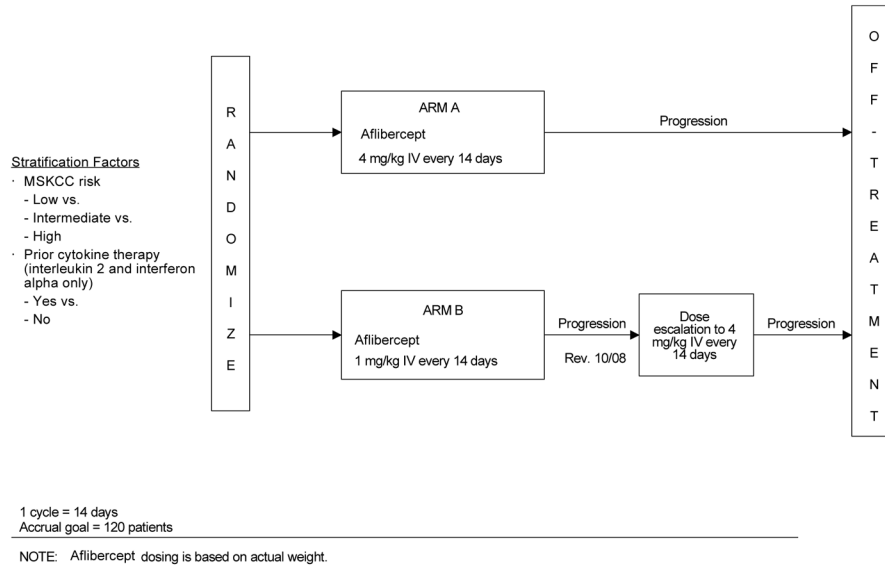 Stratification Factors
· MSKCC risk
- Low vs.
- Intermediate vs.
- High
· Prior cytokine therapy
(interleukin 2 and interferon
alpha only)
- Yes vs.
- No
RANDOMIZE
ARM A
Aflibercept
4 mg/kg IV every 14 days
Progression
ARM B
Aflibercept
1 mg/kg IV every 14 days
Progression
Rev. 10/08
Dose
escalation to 4
mg/kg IV every
14 days
Progression
OFF-TREATMENT
1 cycle = 14 days
Accrual goal = 120 patients
NOTE: Aflibercept dosing is based on actual weight.